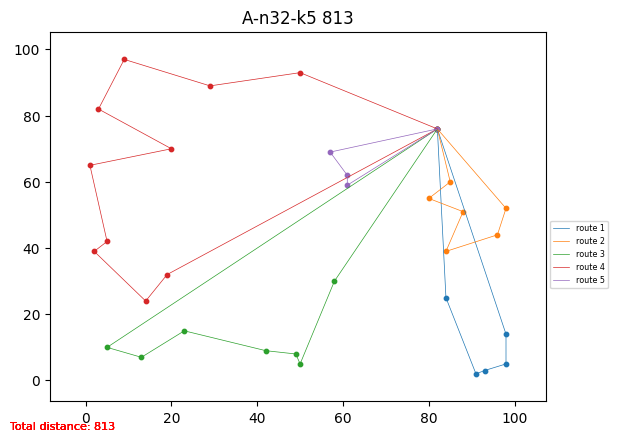 A-n32-k5 813
100
80
60
40
20
0
0 20 40 60 80 100
route 1
route 2
route 3
route 4
route 5
Total distance: 813